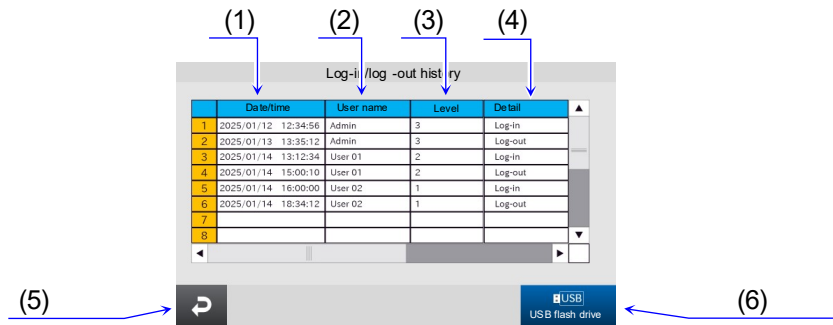 (1) (2) (3) (4)
Log-in/log -out history
Date/time User name Level Detail
1 2025/01/12 12:34:56 Admin 3 Log-in
2 2025/01/13 13:35:12 Admin 3 Log-out
3 2025/01/14 13:12:34 User 01 2 Log-in
4 2025/01/14 15:00:10 User 01 2 Log-out
5 2025/01/14 16:00:00 User 02 1 Log-in
6 2025/01/14 18:34:12 User 02 1 Log-out
7
8
(5) USB (6)
USB flash drive